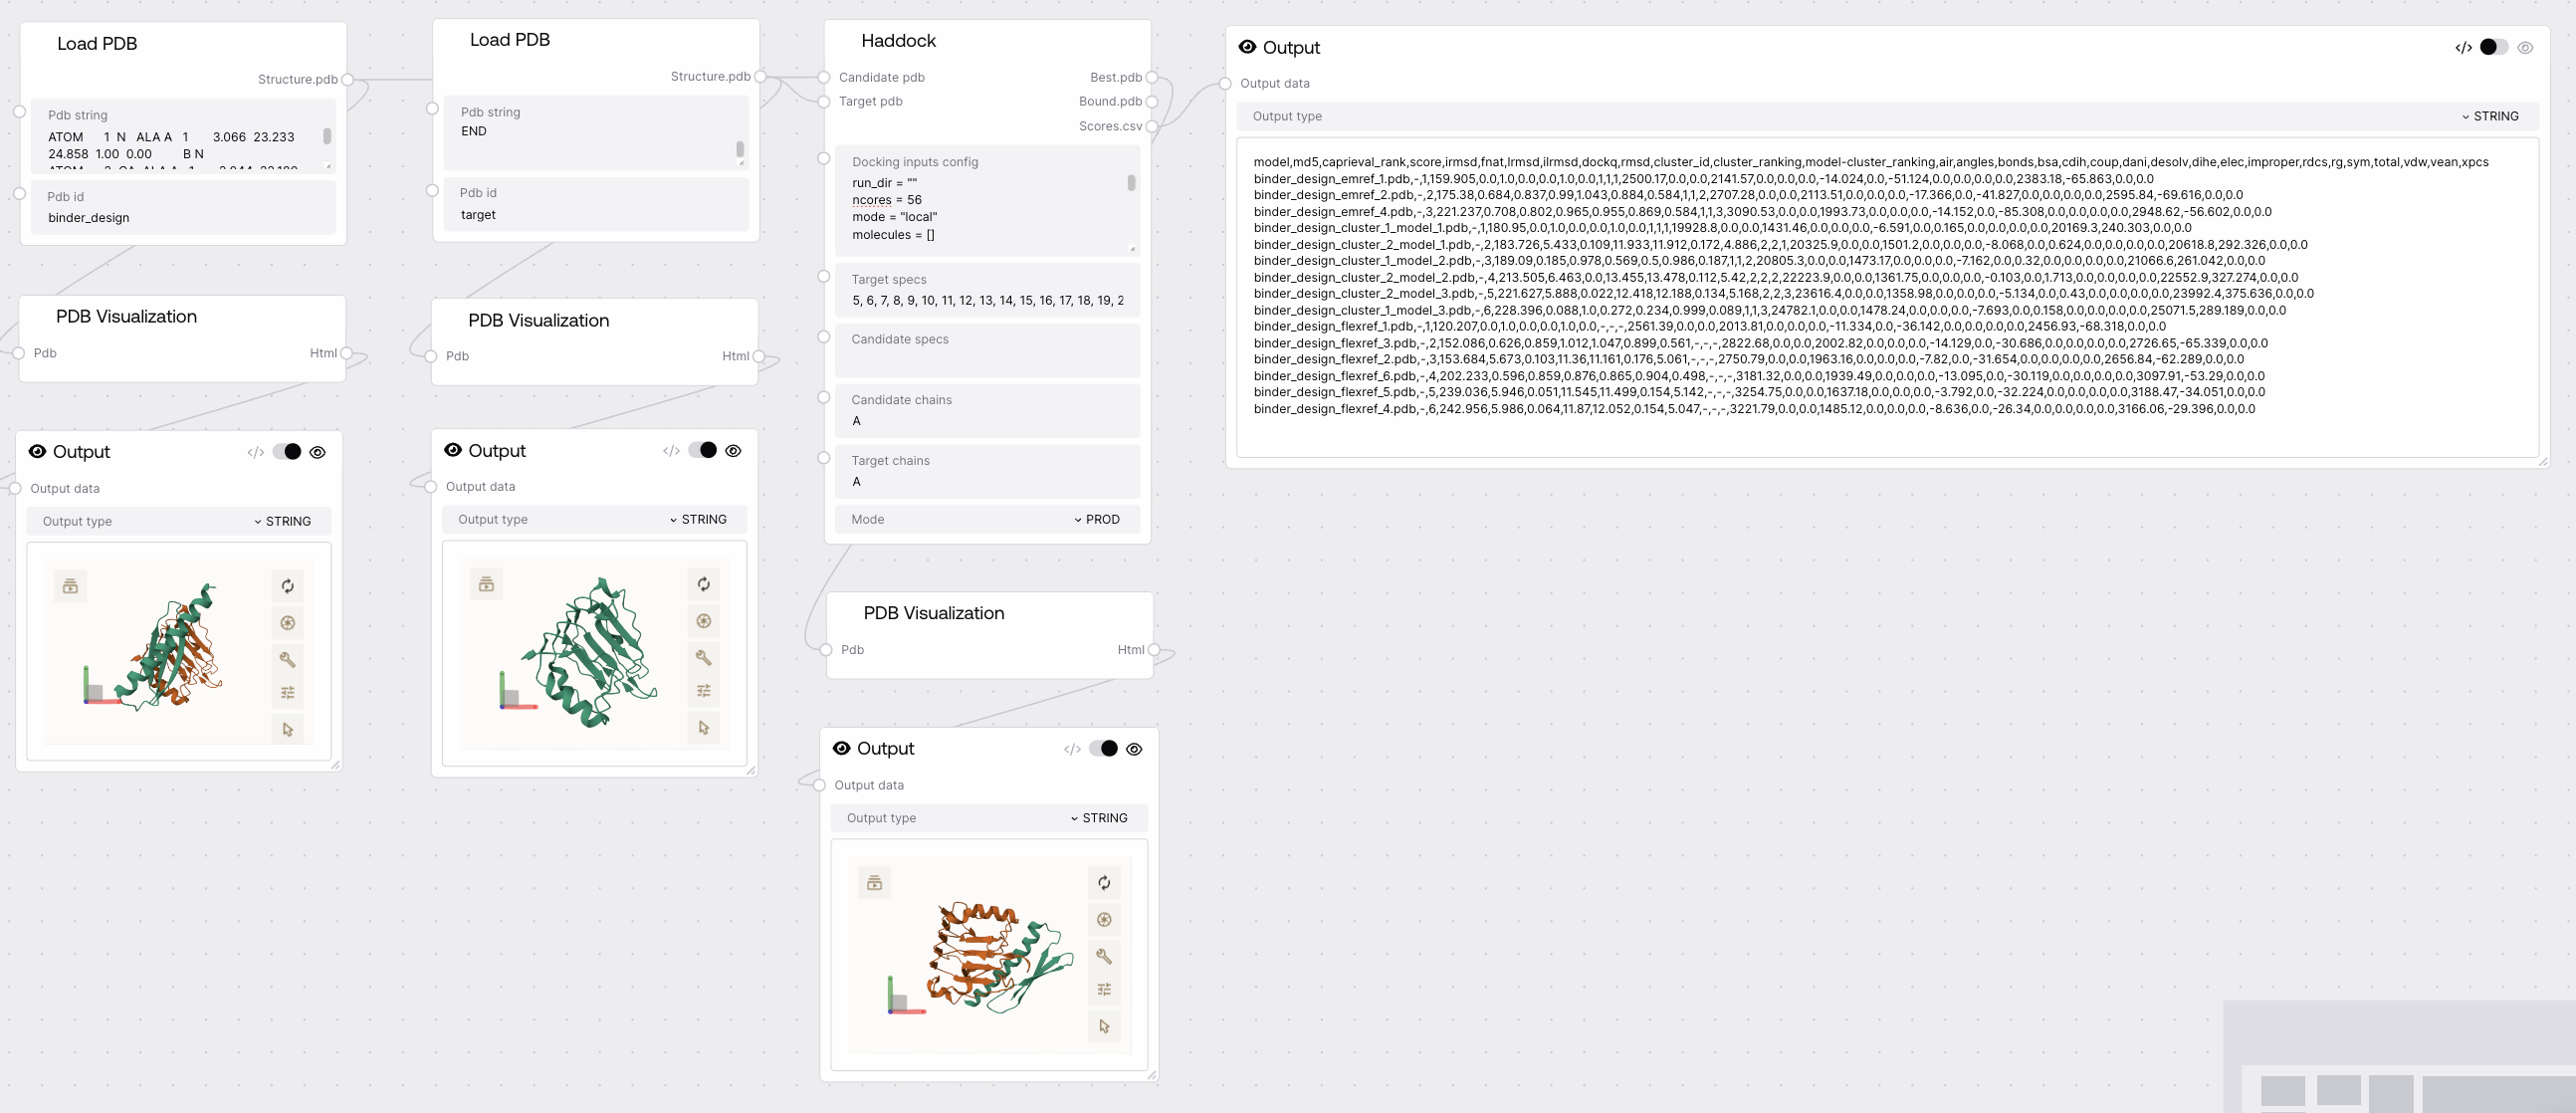 Load PDB
Structure.pdb
Pdb string
ATOM 1 N ALA A 1 3.066 23.233
24.858 1.00 0.00 B N
Pdb id
binder_design
PDB Visualization
Pdb
Html
Output
</>
Output data
Output type
STRING
Load PDB
Structure.pdb
Pdb string
END
Pdb id
target
PDB Visualization
Pdb
Html
Output
</>
Output data
Output type
STRING
Haddock
Candidate pdb
Best.pdb
Target pdb
Bound.pdb
Scores.csv
Docking inputs config
run_dir = ""
ncores = 56
mode = "local"
molecules = []
Target specs
5, 6, 7, 8, 9, 10, 11, 12, 13, 14, 15, 16, 17, 18, 19, 2
Candidate specs
Candidate chains
A
Target chains
A
Mode
PROD
PDB Visualization
Pdb
Html
Output
</>
Output data
Output type
STRING
Output
</>
Output data
Output type
STRING
model,md5,caprieval_rank,score,irmsd,fnat,lrmsd,ilrmsd,dockq,rmsd,cluster_id,cluster_ranking,model-cluster_ranking,air,angles,bonds,bsa,cdih,coup,dani,desolv,dihe,elec,improper,rdcs,rg,sym,total,vdw,vean,xpcs
binder_design_emref_1.pdb,-,1,159.905,0.0,1.0,0.0,0.0,1.0,0.0,1,1,1,2500.17,0.0,0.0,2141.57,0.0,0.0,0.0,-14.024,0.0,-51.124,0.0,0.0,0.0,0.0,2383.18,-65.863,0.0,0.0
binder_design_emref_2.pdb,-,2,175.38,0.684,0.837,0.99,1.043,0.884,0.584,1,1,2,2707.28,0.0,0.0,2113.51,0.0,0.0,0.0,-17.366,0.0,-41.827,0.0,0.0,0.0,0.0,2595.84,-69.616,0.0,0.0
binder_design_emref_4.pdb,-,3,221.237,0.708,0.802,0.965,0.955,0.869,0.584,1,1,3,3090.53,0.0,0.0,1993.73,0.0,0.0,0.0,-14.152,0.0,-85.308,0.0,0.0,0.0,0.0,2948.62,-56.602,0.0,0.0
binder_design_cluster_1_model_1.pdb,-,1,180.95,0.0,1.0,0.0,0.0,1.0,0.0,1,1,1,19928.8,0.0,0.0,1431.46,0.0,0.0,0.0,-6.591,0.0,0.165,0.0,0.0,0.0,0.0,20169.3,240.303,0.0,0.0
binder_design_cluster_2_model_1.pdb,-,2,183.726,5.433,0.109,11.933,11.912,0.172,4.886,2,2,1,20325.9,0.0,0.0,1501.2,0.0,0.0,0.0,-8.068,0.0,0.624,0.0,0.0,0.0,0.0,20618.8,292.326,0.0,0.0
binder_design_cluster_1_model_2.pdb,-,3,189.09,0.185,0.978,0.569,0.5,0.986,0.187,1,1,2,20805.3,0.0,0.0,1473.17,0.0,0.0,0.0,-7.162,0.0,0.32,0.0,0.0,0.0,0.0,21066.6,261.042,0.0,0.0
binder_design_cluster_2_model_2.pdb,-,4,213.505,6.463,0.0,13.455,13.478,0.112,5.42,2,2,2,22223.9,0.0,0.0,1361.75,0.0,0.0,0.0,-0.103,0.0,1.713,0.0,0.0,0.0,0.0,22552.9,327.274,0.0,0.0
binder_design_cluster_2_model_3.pdb,-,5,221.627,5.888,0.022,12.418,12.188,0.134,5.168,2,2,3,23616.4,0.0,0.0,1358.98,0.0,0.0,0.0,-5.134,0.0,0.43,0.0,0.0,0.0,0.0,23992.4,375.636,0.0,0.0
binder_design_cluster_1_model_3.pdb,-,6,228.396,0.088,1.0,0.272,0.234,0.999,0.089,1,1,3,24782.1,0.0,0.0,1478.24,0.0,0.0,0.0,-7.693,0.0,0.158,0.0,0.0,0.0,0.0,25071.5,289.189,0.0,0.0
binder_design_flexref_1.pdb,-,1,120.207,0.0,1.0,0.0,0.0,1.0,0.0,-,-,-,2561.39,0.0,0.0,2013.81,0.0,0.0,0.0,-11.334,0.0,-36.142,0.0,0.0,0.0,0.0,2456.93,-68.318,0.0,0.0
binder_design_flexref_3.pdb,-,2,152.086,0.626,0.859,1.012,1.047,0.899,0.561,-,-,-,2822.68,0.0,0.0,2002.82,0.0,0.0,0.0,-14.129,0.0,-30.686,0.0,0.0,0.0,0.0,2726.65,-65.339,0.0,0.0
binder_design_flexref_2.pdb,-,3,153.684,5.673,0.103,11.36,11.161,0.176,5.061,-,-,-,2750.79,0.0,0.0,1963.16,0.0,0.0,0.0,-7.82,0.0,-31.654,0.0,0.0,0.0,0.0,2656.84,-62.289,0.0,0.0
binder_design_flexref_6.pdb,-,4,202.233,0.596,0.859,0.876,0.865,0.904,0.498,-,-,-,3181.32,0.0,0.0,1939.49,0.0,0.0,0.0,-13.095,0.0,-30.119,0.0,0.0,0.0,0.0,3097.91,-53.29,0.0,0.0
binder_design_flexref_5.pdb,-,5,239.036,5.946,0.051,11.545,11.499,0.154,5.142,-,-,-,3254.75,0.0,0.0,1637.18,0.0,0.0,0.0,-3.792,0.0,-32.224,0.0,0.0,0.0,0.0,3188.47,-34.051,0.0,0.0
binder_design_flexref_4.pdb,-,6,242.956,5.986,0.064,11.87,12.052,0.154,5.047,-,-,-,3221.79,0.0,0.0,1485.12,0.0,0.0,0.0,-8.636,0.0,-26.34,0.0,0.0,0.0,0.0,3166.06,-29.396,0.0,0.0